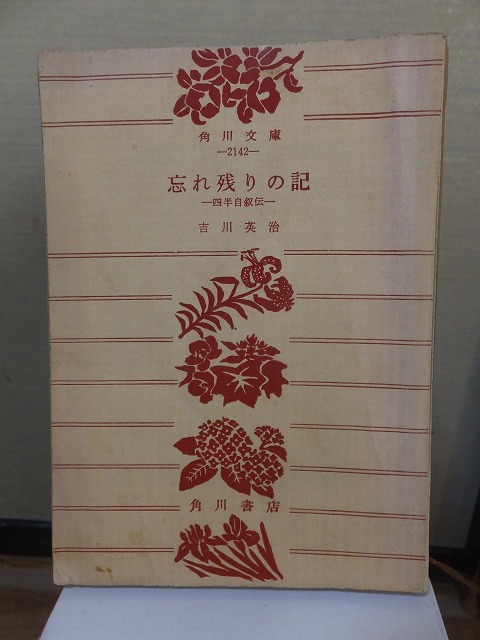 角川文庫
—2142—
忘れ残りの記
—四半自叙伝—
吉川英治
角川書店